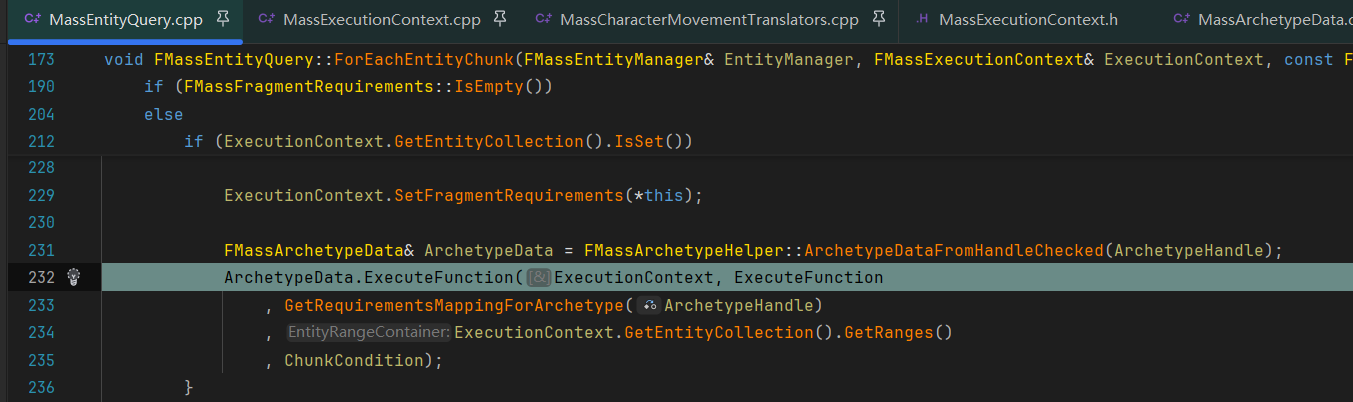 MassEntityQuery.cpp MassExecutionContext.cpp MassCharacterMovementTranslators.cpp .H MassExecutionContext.h MassArchetypeData.c
173 void FMassEntityQuery::ForEachEntityChunk(FMassEntityManager& EntityManager, FMassExecutionContext& ExecutionContext, const F
190 if (FMassFragmentRequirements::IsEmpty())
204 else
212 if (ExecutionContext.GetEntityCollection().IsSet())
228
229 ExecutionContext.SetFragmentRequirements(*this);
230
231 FMassArchetypeData& ArchetypeData = FMassArchetypeHelper::ArchetypeDataFromHandleChecked(ArchetypeHandle);
232 ArchetypeData.ExecuteFunction([&]ExecutionContext, ExecuteFunction
233 , GetRequirementsMappingForArchetype(ArchetypeHandle)
234 , EntityRangeContainer:ExecutionContext.GetEntityCollection().GetRanges()
235 , ChunkCondition);
236 }